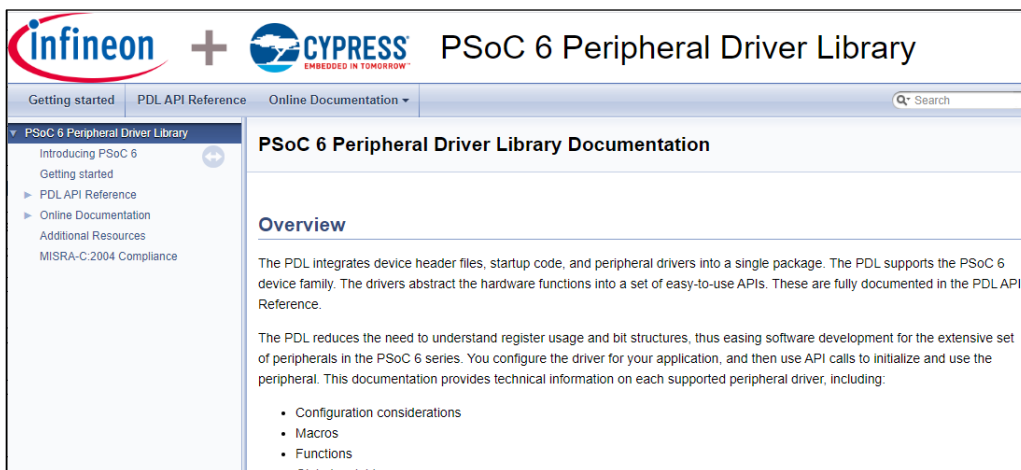 infineon + CYPRESS PSoC 6 Peripheral Driver Library
EMBEDDED IN TOMORROW™
Getting started PDL API Reference Online Documentation Search
PSoC 6 Peripheral Driver Library
Introducing PSoC 6
Getting started
PDL API Reference
Online Documentation
Additional Resources
MISRA-C:2004 Compliance
PSoC 6 Peripheral Driver Library Documentation
Overview
The PDL integrates device header files, startup code, and peripheral drivers into a single package. The PDL supports the PSoC 6
device family. The drivers abstract the hardware functions into a set of easy-to-use APIs. These are fully documented in the PDL API
Reference.
The PDL reduces the need to understand register usage and bit structures, thus easing software development for the extensive set
of peripherals in the PSoC 6 series. You configure the driver for your application, and then use API calls to initialize and use the
peripheral. This documentation provides technical information on each supported peripheral driver, including:
• Configuration considerations
• Macros
• Functions